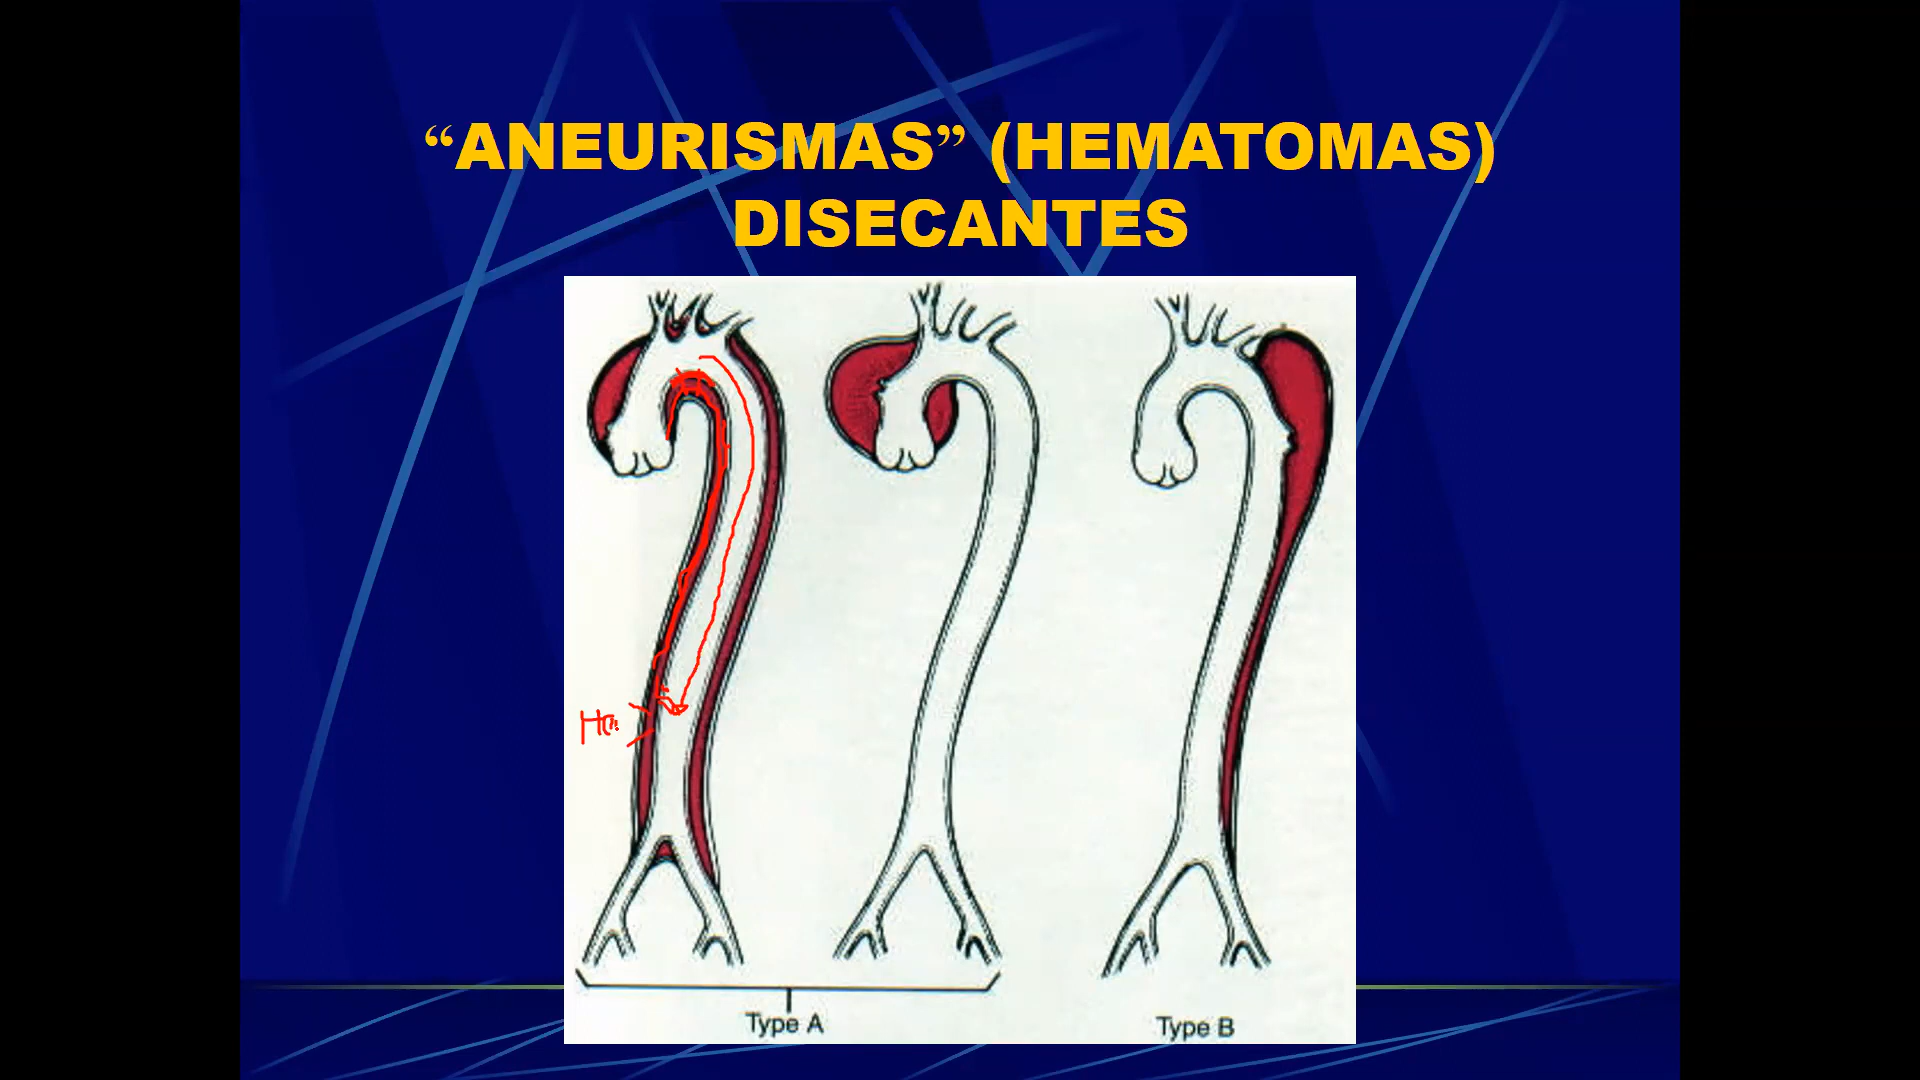 “ANEURISMAS” (HEMATOMAS)
DISECANTES
Type A
Type B